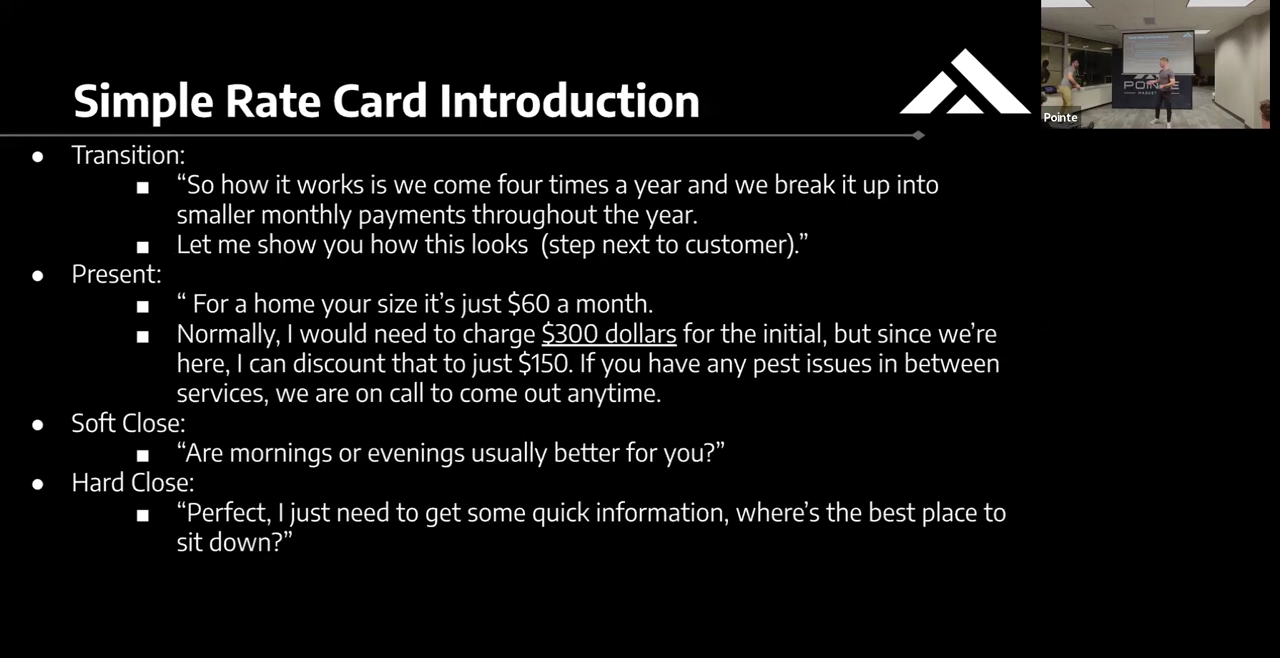 Simple Rate Card Introduction
● Transition:
■ “So how it works is we come four times a year and we break it up into
smaller monthly payments throughout the year.
■ Let me show you how this looks  (step next to customer).”
● Present:
■ “ For a home your size it’s just $60 a month.
■ Normally, I would need to charge $300 dollars for the initial, but since we’re
here, I can discount that to just $150. If you have any pest issues in between
services, we are on call to come out anytime.
● Soft Close:
■ “Are mornings or evenings usually better for you?”
● Hard Close:
■ “Perfect, I just need to get some quick information, where’s the best place to
sit down?”
Pointe